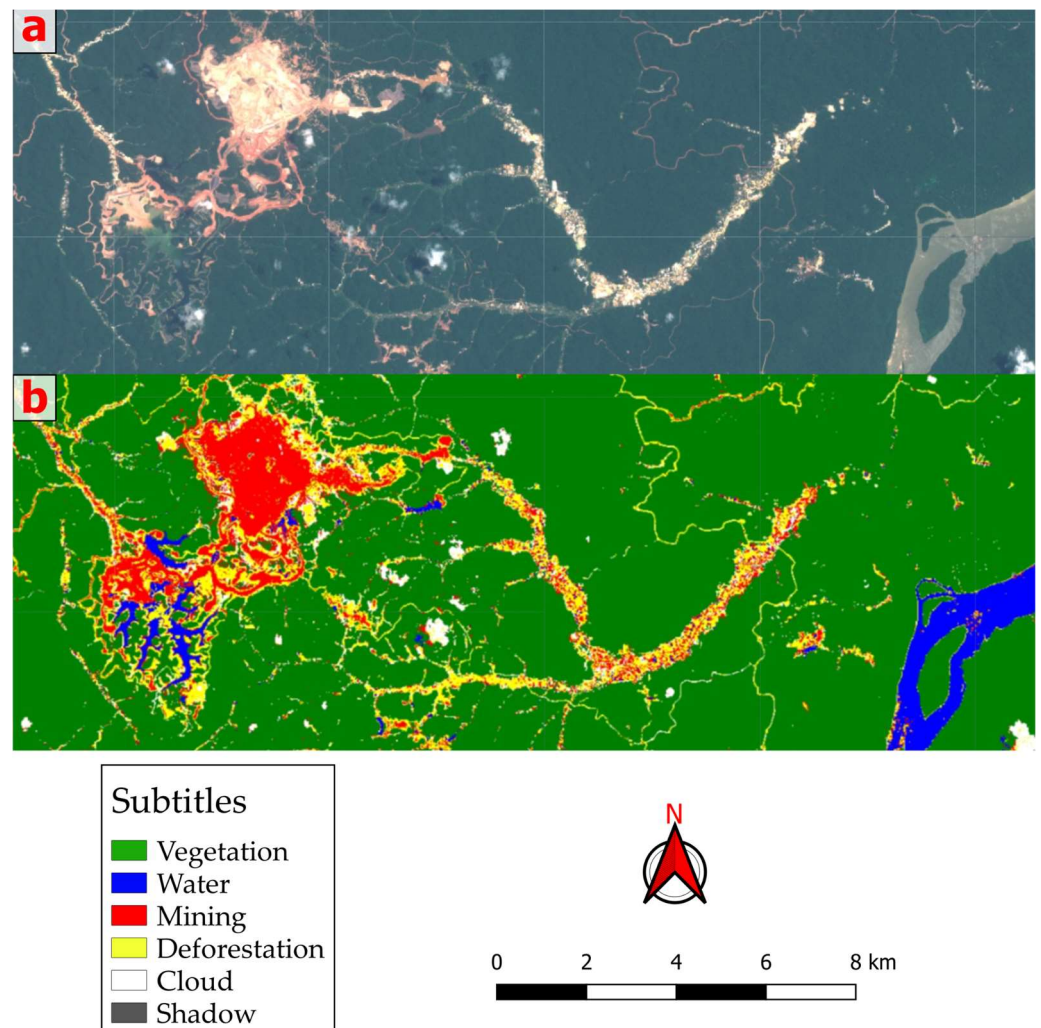 a
b
Subtitles
Vegetation
Water
Mining
Deforestation
Cloud
Shadow
N
0 2 4 6 8 km